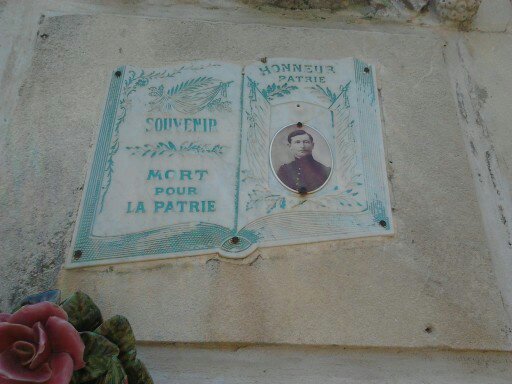 SOUVENIR
MORT
POUR
LA PATRIE
HONNEUR
PATRIE